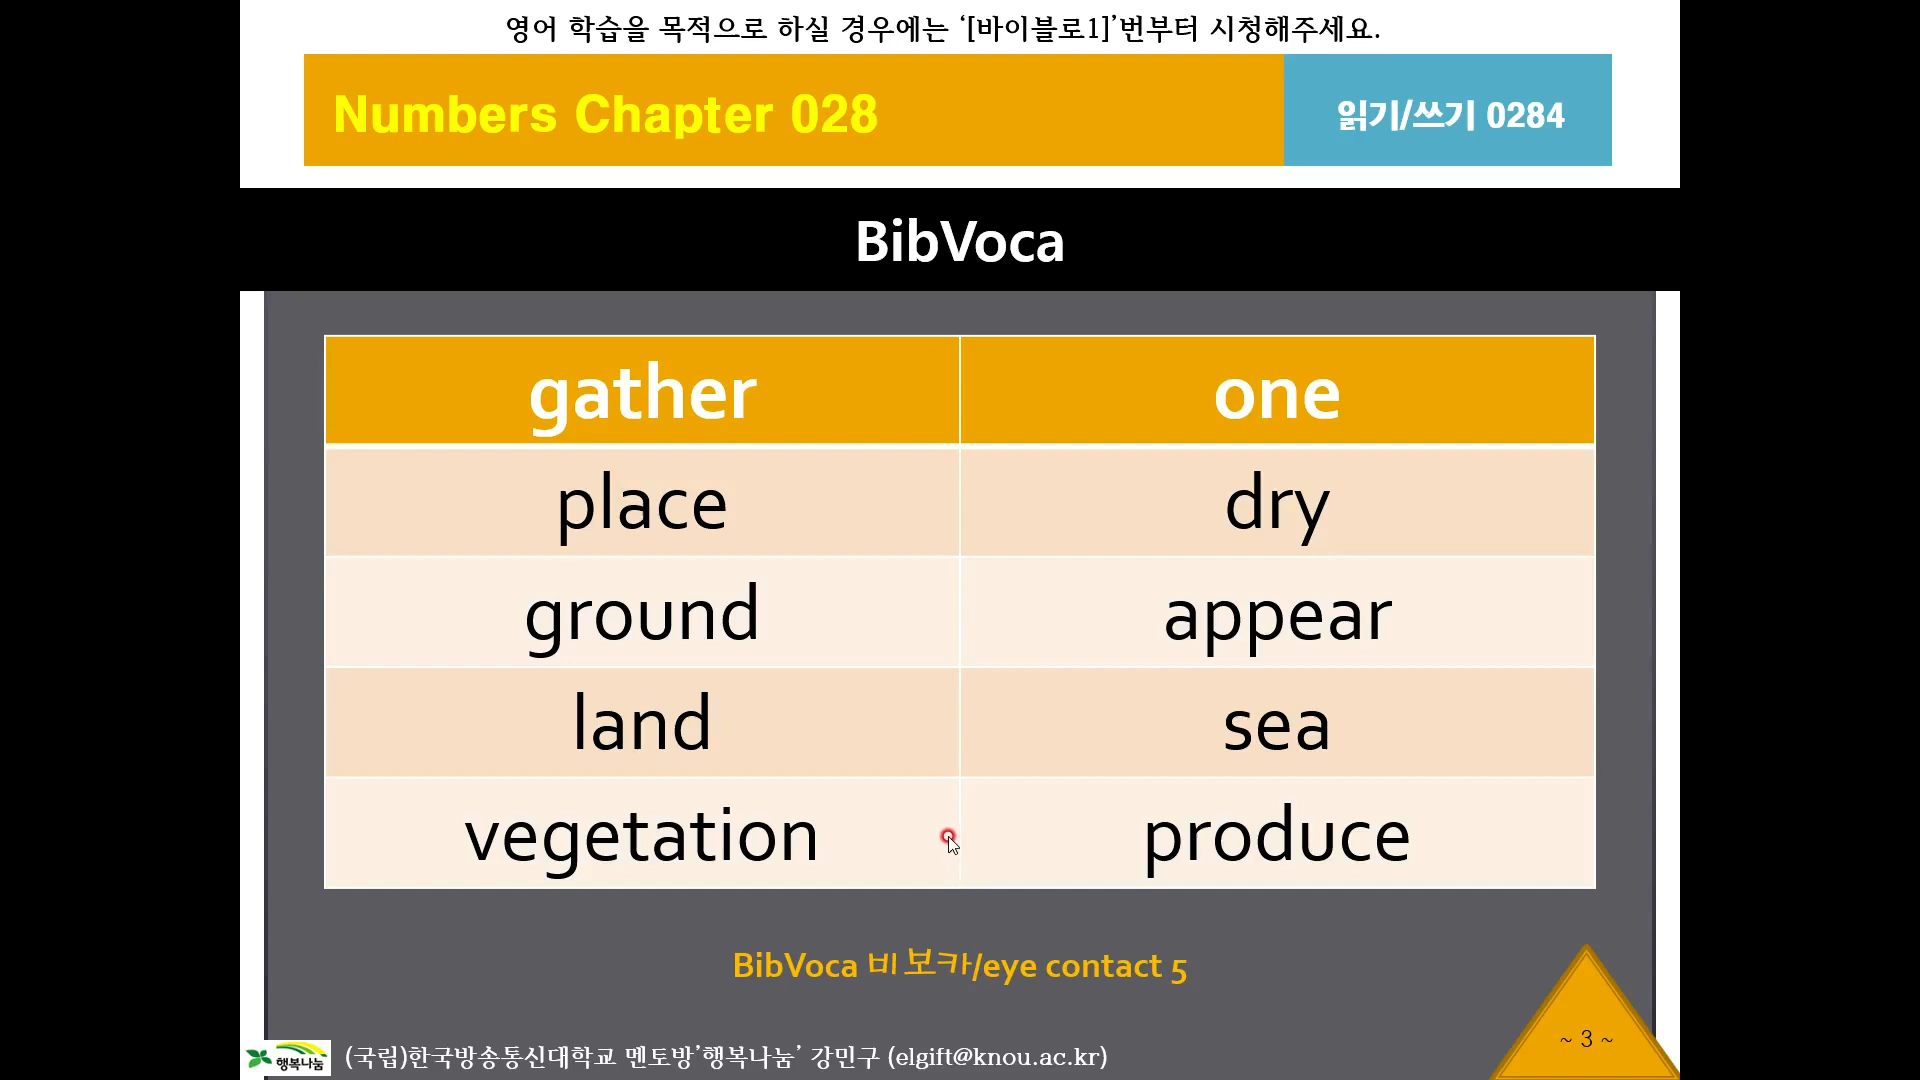 영어 학습을 목적으로 하실 경우에는 ‘[바이블로1]’번부터 시청해주세요.
Numbers Chapter 028
읽기/쓰기 0284
BibVoca
gather one
place dry
ground appear
land sea
vegetation produce
BibVoca 비보카/eye contact 5
~ 3 ~
행복나눔
(국립)한국방송통신대학교 멘토방’행복나눔’ 강민구 (elgift@knou.ac.kr)